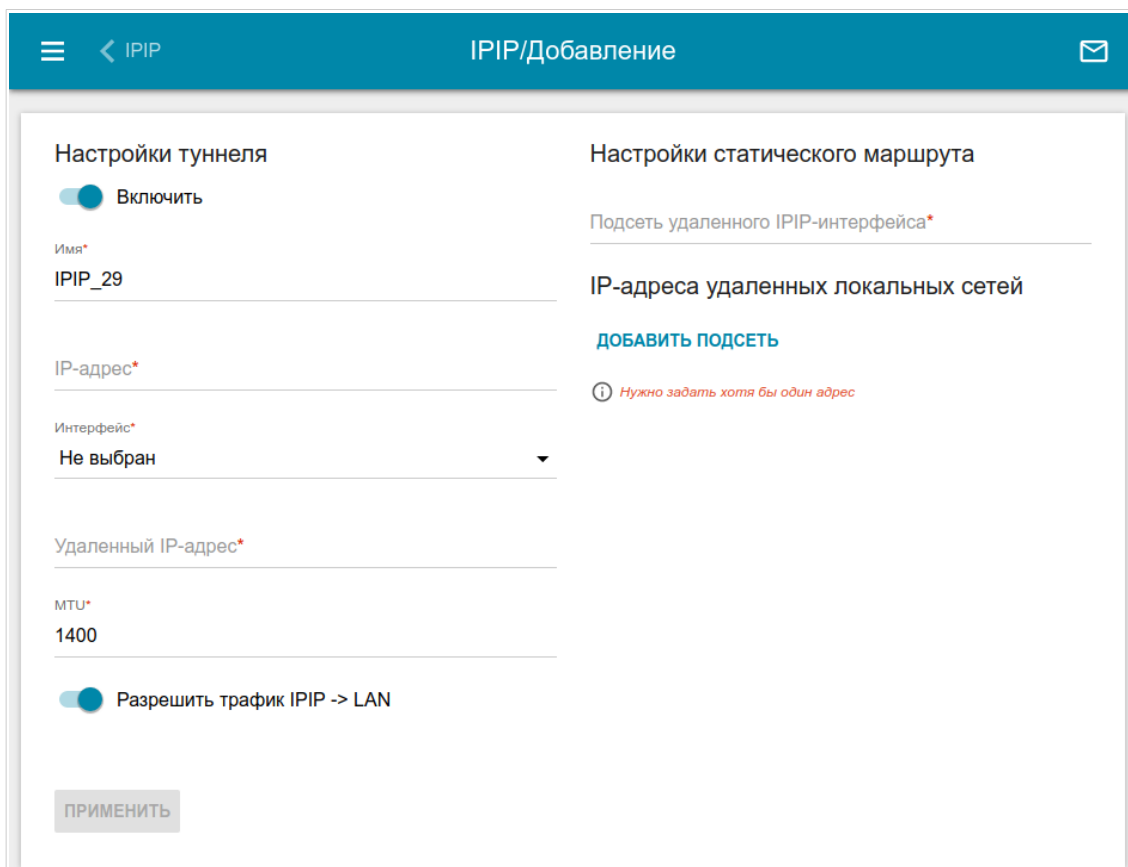 IPIP
IPIP/Добавление
Настройки туннеля
Включить
Имя*
IPIP_29
IP-адрес*
Интерфейс*
Не выбран
Удаленный IP-адрес*
MTU*
1400
Разрешить трафик IPIP -> LAN
ПРИМЕНИТЬ
Настройки статического маршрута
Подсеть удаленного IPIP-интерфейса*
IP-адреса удаленных локальных сетей
ДОБАВИТЬ ПОДСЕТЬ
Нужно задать хотя бы один адрес